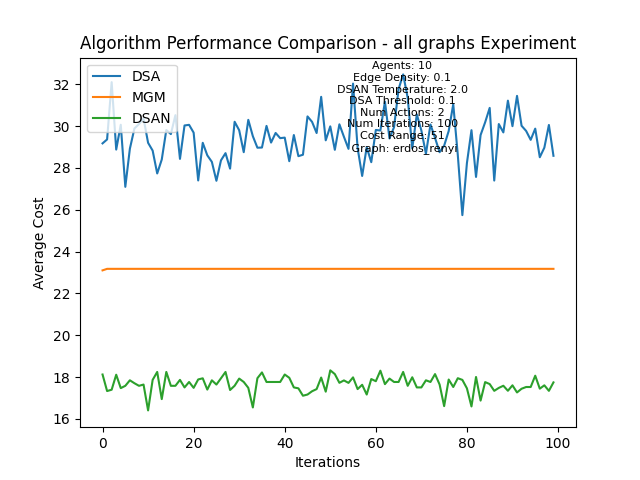 Algorithm Performance Comparison - all graphs Experiment
DSA
MGM
DSAN
Agents: 10
Edge Density: 0.1
DSAN Temperature: 2.0
DSA Threshold: 0.1
Num Actions: 2
Num Iterations: 100
Cost Range: 51
Graph: erdos_renyi
Average Cost
32
30
28
26
24
22
20
18
16
0 20 40 60 80 100
Iterations